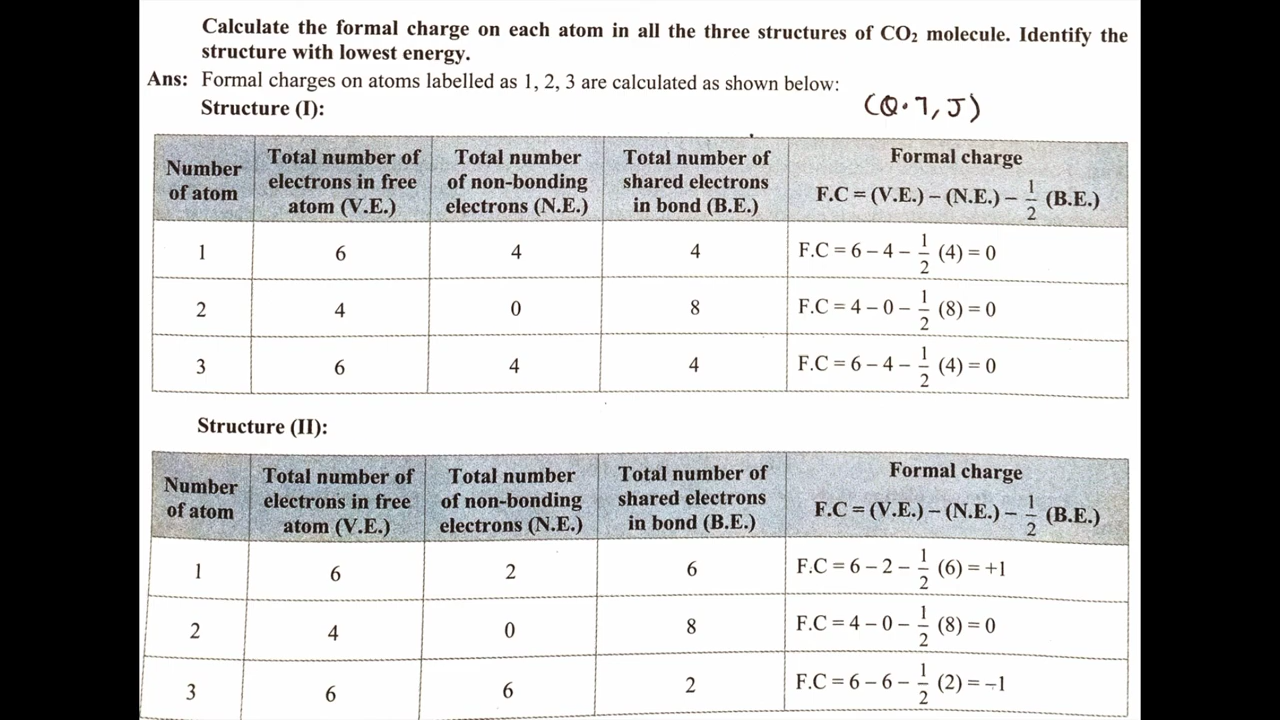 Calculate the formal charge on each atom in all the three structures of CO₂ molecule. Identify the
structure with lowest energy.
Ans: Formal charges on atoms labelled as 1, 2, 3 are calculated as shown below:
Structure (I):
(Q.7, J)
Number of atom | Total number of electrons in free atom (V.E.) | Total number of non-bonding electrons (N.E.) | Total number of shared electrons in bond (B.E.) | Formal charge F.C = (V.E.) – (N.E.) – 1/2 (B.E.)
1 | 6 | 4 | 4 | F.C = 6 – 4 – 1/2 (4) = 0
2 | 4 | 0 | 8 | F.C = 4 – 0 – 1/2 (8) = 0
3 | 6 | 4 | 4 | F.C = 6 – 4 – 1/2 (4) = 0
Structure (II):
Number of atom | Total number of electrons in free atom (V.E.) | Total number of non-bonding electrons (N.E.) | Total number of shared electrons in bond (B.E.) | Formal charge F.C = (V.E.) – (N.E.) – 1/2 (B.E.)
1 | 6 | 2 | 6 | F.C = 6 – 2 – 1/2 (6) = +1
2 | 4 | 0 | 8 | F.C = 4 – 0 – 1/2 (8) = 0
3 | 6 | 6 | 2 | F.C = 6 – 6 – 1/2 (2) = –1